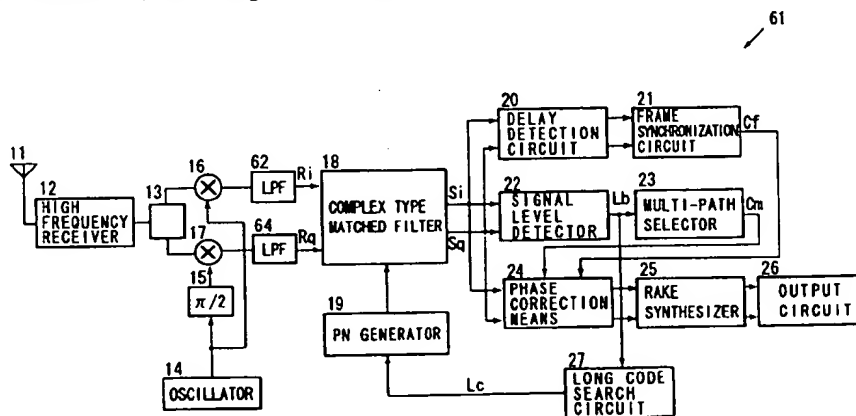 61
11
12
HIGH
FREQUENCY
RECEIVER
13
16
17
15
π/2
14
OSCILLATOR
62
LPF
Ri
64
LPF
Rq
18
COMPLEX TYPE
MATCHED FILTER
Si
Sq
19
PN GENERATOR
20
DELAY
DETECTION
CIRCUIT
21
FRAME
SYNCHRONIZATION
CIRCUIT
Cf
22
SIGNAL
LEVEL
DETECTOR
Lb
23
MULTI-PATH
SELECTOR
Cm
24
PHASE
CORRECTION
MEANS
25
RAKE
SYNTHESIZER
26
OUTPUT
CIRCUIT
27
LONG CODE
SEARCH
CIRCUIT
Lc